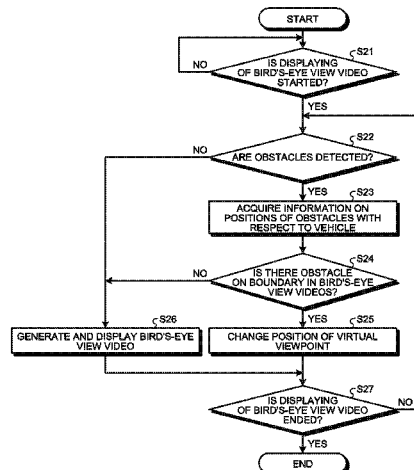 START
S21
IS DISPLAYING
OF BIRD'S-EYE VIEW VIDEO
STARTED?
NO
YES
S22
NO
ARE OBSTACLES DETECTED?
YES
S23
ACQUIRE INFORMATION ON
POSITIONS OF OBSTACLES WITH
RESPECT TO VEHICLE
S24
NO
IS THERE OBSTACLE
ON BOUNDARY IN BIRD'S-EYE
VIEW VIDEOS?
YES
S26
S25
GENERATE AND DISPLAY BIRD'S-EYE
VIEW VIDEO
CHANGE POSITION OF VIRTUAL
VIEWPOINT
S27
IS DISPLAYING
OF BIRD'S-EYE VIEW VIDEO
ENDED?
NO
YES
END